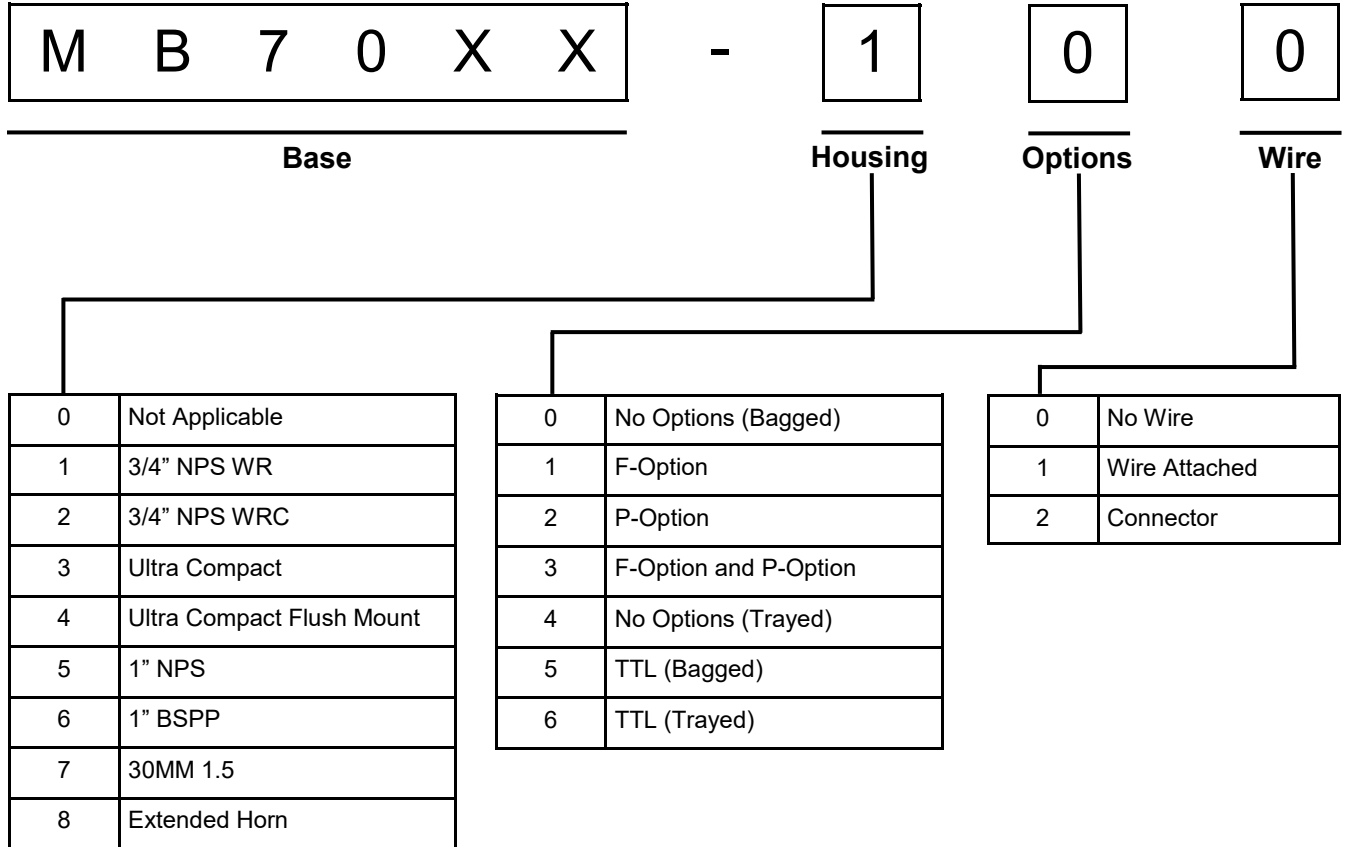 M B 7 0 X X - 1 0 0
Base Housing Options Wire
0 Not Applicable
1 3/4” NPS WR
2 3/4” NPS WRC
3 Ultra Compact
4 Ultra Compact Flush Mount
5 1” NPS
6 1” BSPP
7 30MM 1.5
8 Extended Horn
0 No Options (Bagged)
1 F-Option
2 P-Option
3 F-Option and P-Option
4 No Options (Trayed)
5 TTL (Bagged)
6 TTL (Trayed)
0 No Wire
1 Wire Attached
2 Connector